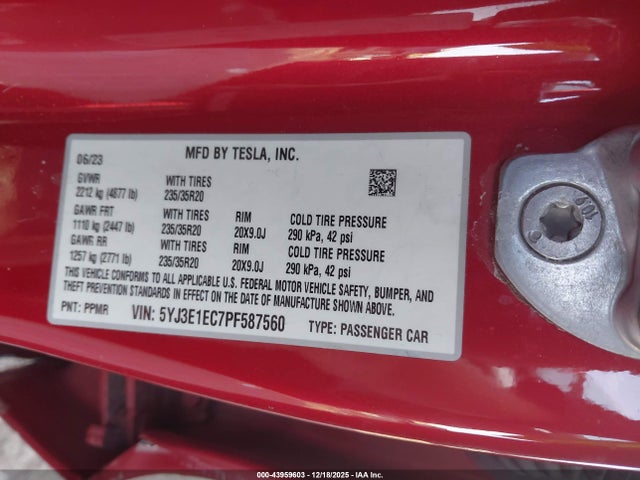 06/23 MFD BY TESLA, INC.
GVWR WITH TIRES
2212 kg (4877 lb) 235/35R20
GAWR FRT WITH TIRES RIM COLD TIRE PRESSURE
1110 kg (2447 lb) 235/35R20 20X9.0J 290 kPa, 42 psi
GAWR RR WITH TIRES RIM COLD TIRE PRESSURE
1257 kg (2771 lb) 235/35R20 20X9.0J 290 kPa, 42 psi
THIS VEHICLE CONFORMS TO ALL APPLICABLE U.S. FEDERAL MOTOR VEHICLE SAFETY, BUMPER, AND
THEFT PREVENTION STANDARDS IN EFFECT ON THE DATE OF MANUFACTURE SHOWN ABOVE.
PNT: PPMR VIN: 5YJ3E1EC7PF587560 TYPE: PASSENGER CAR
000-43959603 - 12/18/2025 - IAA Inc.